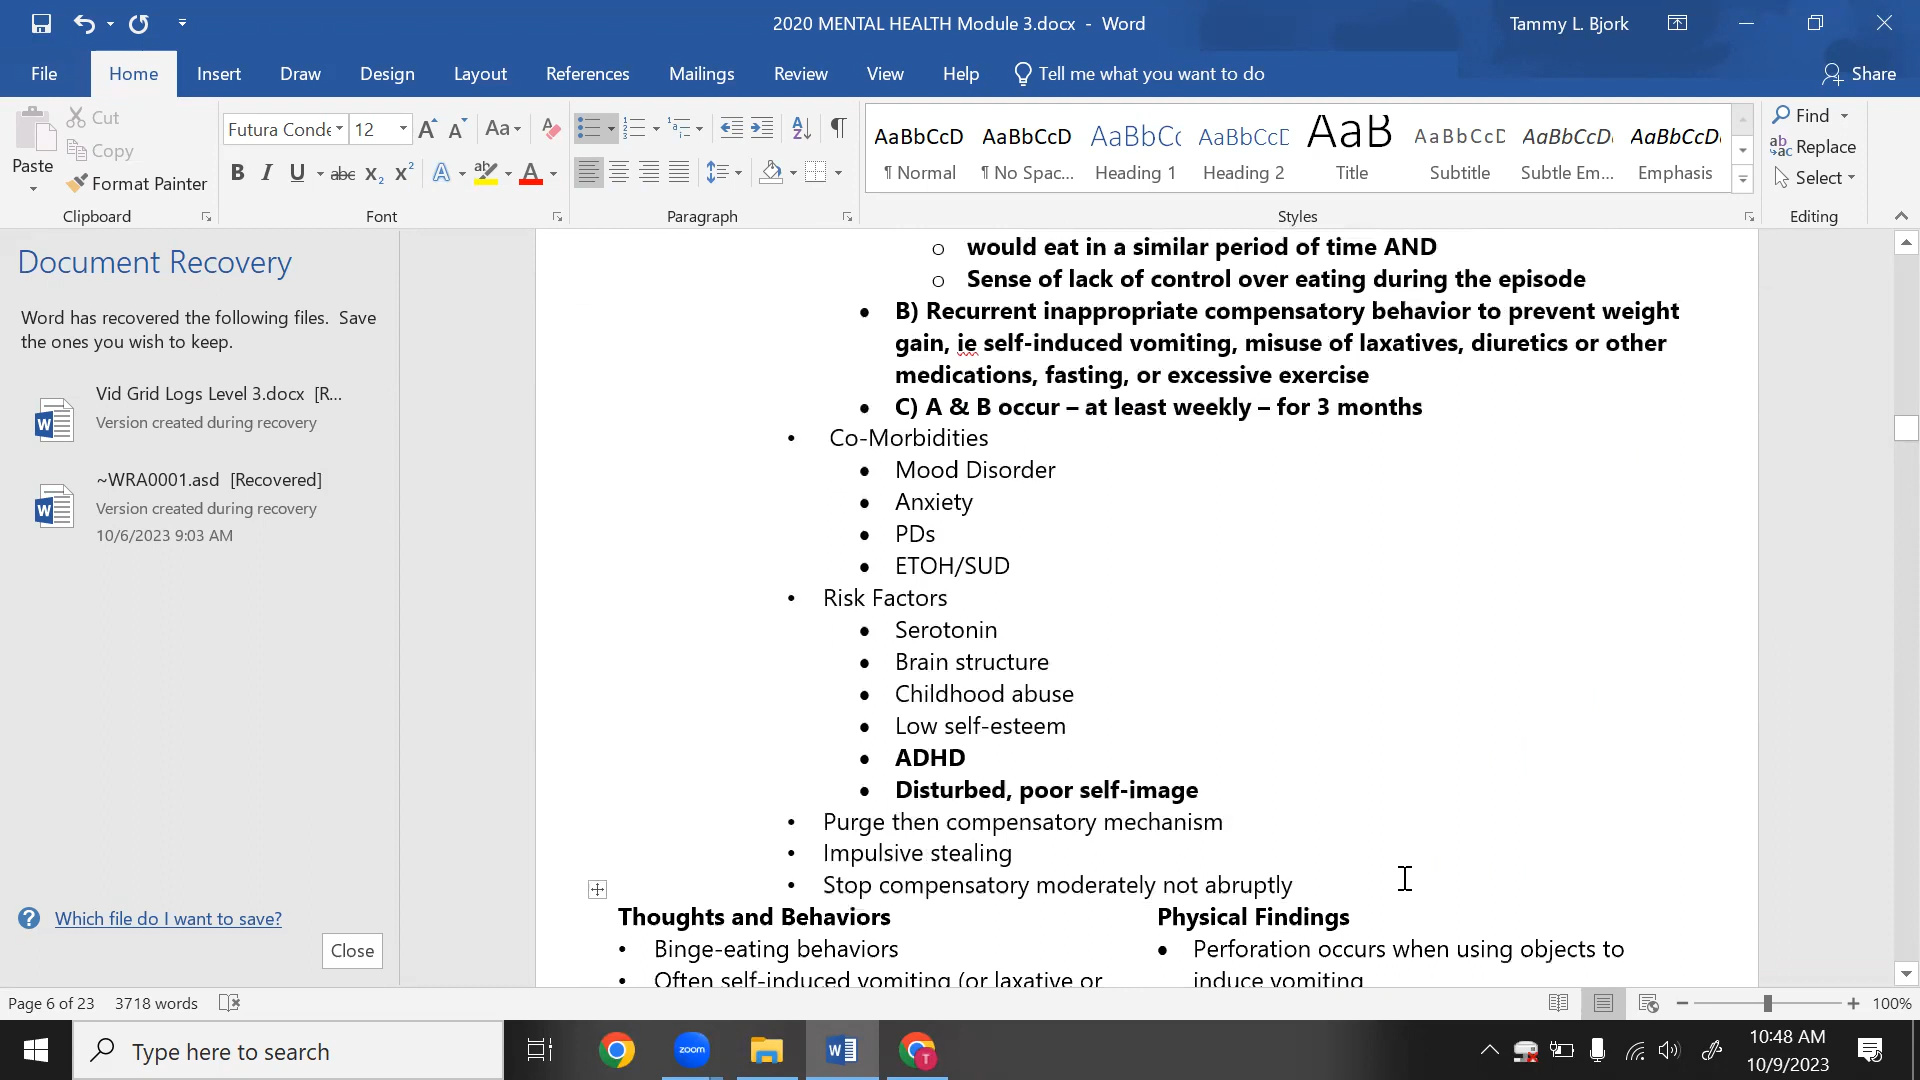 2020 MENTAL HEALTH Module 3.docx - Word
Tammy L. Bjork
File Home Insert Draw Design Layout References Mailings Review View Help Tell me what you want to do Share
Paste
Cut
Copy
Format Painter
Clipboard
Futura Conde 12
Font
Paragraph
AaBbCcD AaBbCcD AaBbCc AaBbCcD AaB AaBbCcD AaBbCcD AaBbCcD
¶ Normal ¶ No Spac... Heading 1 Heading 2 Title Subtitle Subtle Em... Emphasis
Styles
Find
Replace
Select
Editing
Document Recovery
Word has recovered the following files. Save
the ones you wish to keep.
Vid Grid Logs Level 3.docx [R...
Version created during recovery
~WRA0001.asd [Recovered]
Version created during recovery
10/6/2023 9:03 AM
Which file do I want to save?
Close
o would eat in a similar period of time AND
o Sense of lack of control over eating during the episode
• B) Recurrent inappropriate compensatory behavior to prevent weight
gain, ie self-induced vomiting, misuse of laxatives, diuretics or other
medications, fasting, or excessive exercise
• C) A & B occur – at least weekly – for 3 months
• Co-Morbidities
• Mood Disorder
• Anxiety
• PDs
• ETOH/SUD
• Risk Factors
• Serotonin
• Brain structure
• Childhood abuse
• Low self-esteem
• ADHD
• Disturbed, poor self-image
• Purge then compensatory mechanism
• Impulsive stealing
• Stop compensatory moderately not abruptly
Thoughts and Behaviors
• Binge-eating behaviors
• Often self-induced vomiting (or laxative or
Physical Findings
• Perforation occurs when using objects to
induce vomiting
Page 6 of 23 3718 words
100%
Type here to search
zoom
10:48 AM
10/9/2023